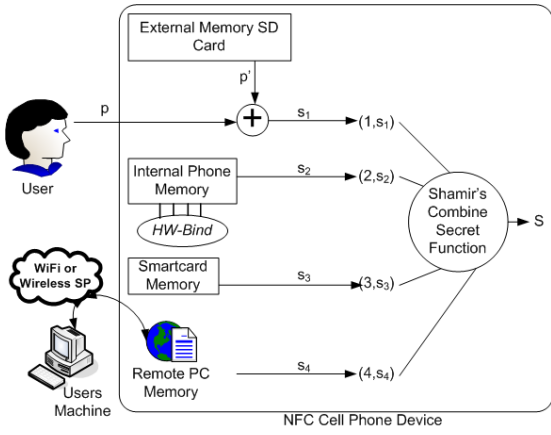 External Memory SD
Card
p'
p
+
s₁
(1,s₁)
User
Internal Phone
Memory
s₂
(2,s₂)
HW-Bind
Shamir's
Combine
Secret
Function
S
WiFi or
Wireless SP
Smartcard
Memory
s₃
(3,s₃)
Users
Machine
Remote PC
Memory
s₄
(4,s₄)
NFC Cell Phone Device